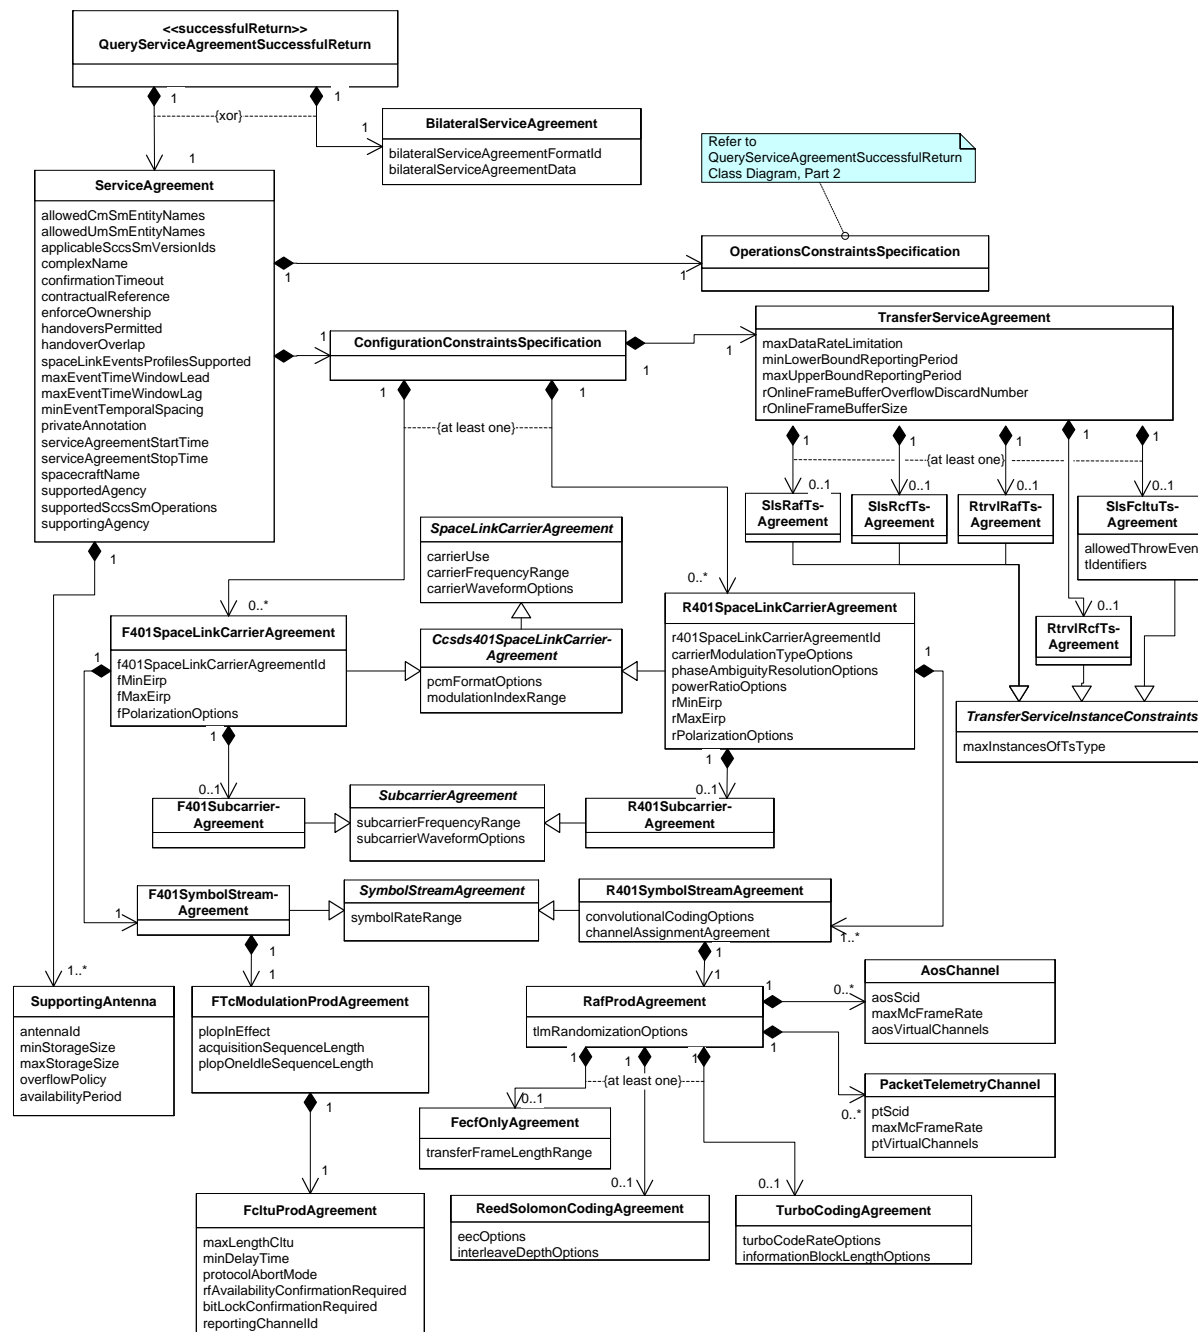 <<successfulReturn>>
QueryServiceAgreementSuccessfulReturn
1
1
{xor}
1
1
BilateralServiceAgreement
bilateralServiceAgreementFormatId
bilateralServiceAgreementData
Refer to
QueryServiceAgreementSuccessfulReturn
Class Diagram, Part 2
ServiceAgreement
allowedCmSmEntityNames
allowedUmSmEntityNames
applicableSccsSmVersionIds
complexName
confirmationTimeout
contractualReference
enforceOwnership
handoversPermitted
handoverOverlap
spaceLinkEventsProfilesSupported
maxEventTimeWindowLead
maxEventTimeWindowLag
minEventTemporalSpacing
privateAnnotation
serviceAgreementStartTime
serviceAgreementStopTime
spacecraftName
supportedAgency
supportedSccsSmOperations
supportingAgency
1
1
OperationsConstraintsSpecification
1
1
ConfigurationConstraintsSpecification
1
1
TransferServiceAgreement
maxDataRateLimitation
minLowerBoundReportingPeriod
maxUpperBoundReportingPeriod
rOnlineFrameBufferOverflowDiscardNumber
rOnlineFrameBufferSize
1
1
{at least one}
1
1
1
1
1
{at least one}
0..1
0..1
0..1
0..1
SlsRafTs-
Agreement
SlsRcfTs-
Agreement
RtrvlRafTs-
Agreement
SlsFcltuTs-
Agreement
allowedThrowEven
tIdentifiers
0..1
RtrvlRcfTs-
Agreement
TransferServiceInstanceConstraints
maxInstancesOfTsType
1
SpaceLinkCarrierAgreement
carrierUse
carrierFrequencyRange
carrierWaveformOptions
0..*
0..*
F401SpaceLinkCarrierAgreement
f401SpaceLinkCarrierAgreementId
fMinEirp
fMaxEirp
fPolarizationOptions
Ccsds401SpaceLinkCarrier-
Agreement
pcmFormatOptions
modulationIndexRange
R401SpaceLinkCarrierAgreement
r401SpaceLinkCarrierAgreementId
carrierModulationTypeOptions
phaseAmbiguityResolutionOptions
powerRatioOptions
rMinEirp
rMaxEirp
rPolarizationOptions
1
1
1
1
0..1
0..1
F401Subcarrier-
Agreement
SubcarrierAgreement
subcarrierFrequencyRange
subcarrierWaveformOptions
R401Subcarrier-
Agreement
1
F401SymbolStream-
Agreement
SymbolStreamAgreement
symbolRateRange
R401SymbolStreamAgreement
convolutionalCodingOptions
channelAssignmentAgreement
1..*
1
1
1
1
1..*
SupportingAntenna
antennaId
minStorageSize
maxStorageSize
overflowPolicy
availabilityPeriod
FTcModulationProdAgreement
plopInEffect
acquisitionSequenceLength
plopOneIdleSequenceLength
RafProdAgreement
tlmRandomizationOptions
1
1
0..*
AosChannel
aosScid
maxMcFrameRate
aosVirtualChannels
0..*
PacketTelemetryChannel
ptScid
maxMcFrameRate
ptVirtualChannels
1
1
1
{at least one}
0..1
FecfOnlyAgreement
transferFrameLengthRange
1
1
FcltuProdAgreement
maxLengthCltu
minDelayTime
protocolAbortMode
rfAvailabilityConfirmationRequired
bitLockConfirmationRequired
reportingChannelId
0..1
ReedSolomonCodingAgreement
eecOptions
interleaveDepthOptions
0..1
TurboCodingAgreement
turboCodeRateOptions
informationBlockLengthOptions